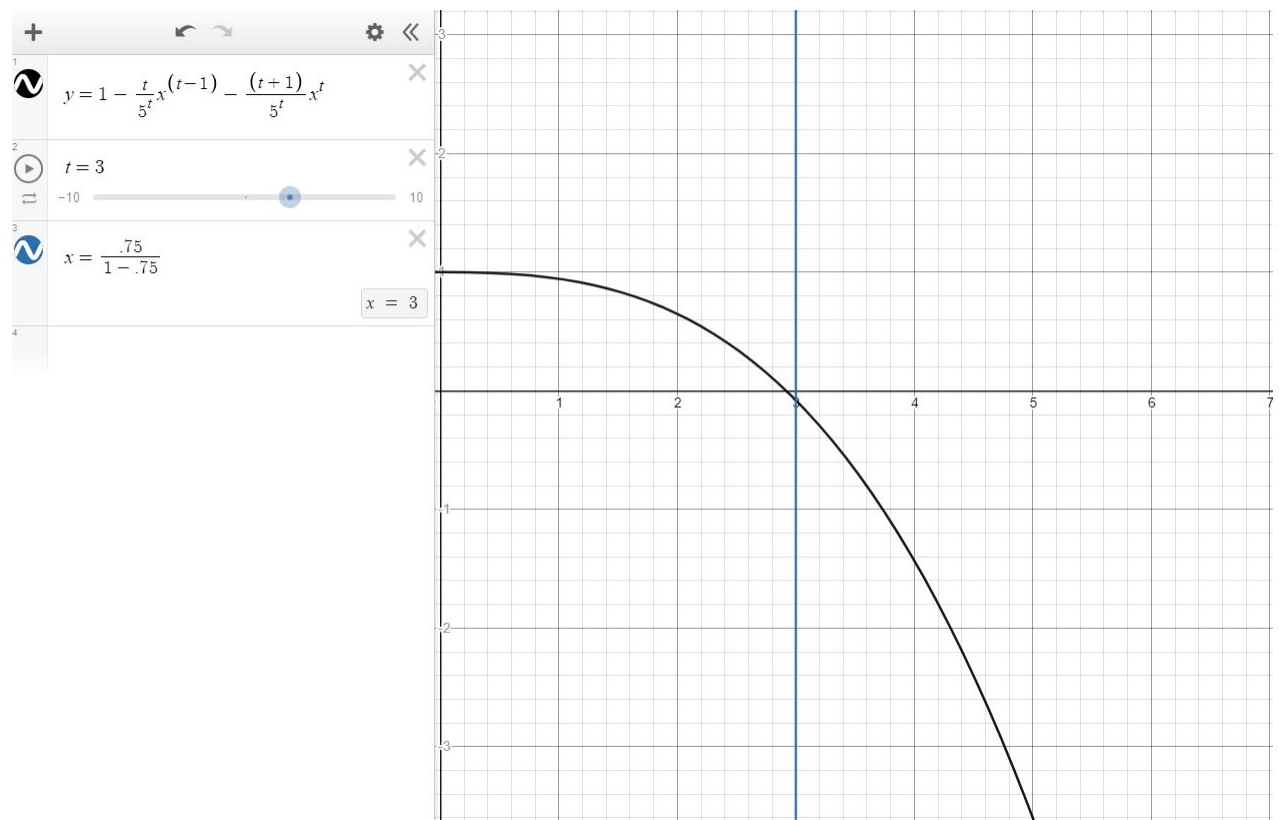 1
y = 1 − t/5^t x^(t−1) − (t+1)/5^t x^t
2
t = 3
−10 10
3
x = .75/(1 − .75)
x = 3
4
3
2
1
1 2 3 4 5 6 7
-1
-2
-3